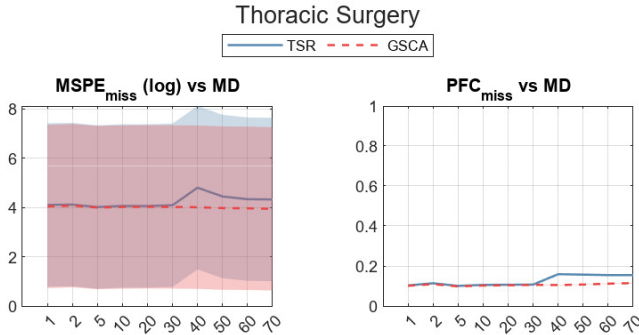 Thoracic Surgery
TSR GSCA
MSPE_miss (log) vs MD
8
6
4
2
0
1 2 5 10 20 30 40 50 60 70
PFC_miss vs MD
1
0.8
0.6
0.4
0.2
0
1 2 5 10 20 30 40 50 60 70